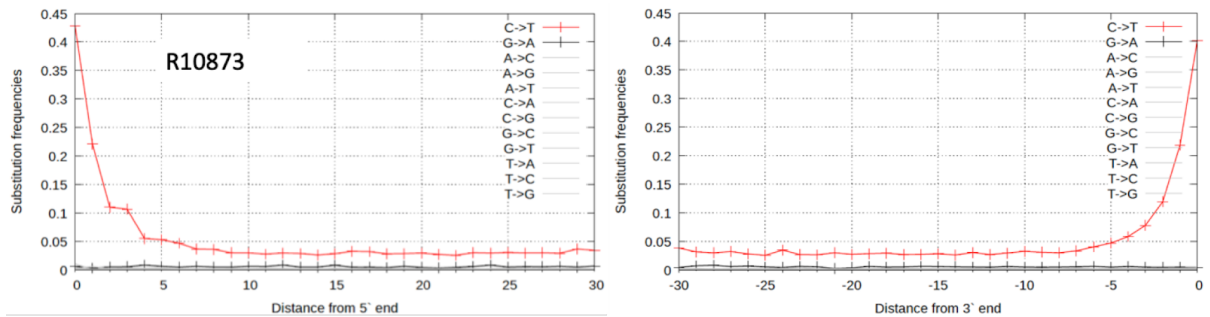 Substitution frequencies
0.45
0.4
0.35
0.3
0.25
0.2
0.15
0.1
0.05
0
R10873
C->T
G->A
A->C
A->G
A->T
C->A
C->G
G->C
G->T
T->A
T->C
T->G
0 5 10 15 20 25 30
Distance from 5` end
Substitution frequencies
0.45
0.4
0.35
0.3
0.25
0.2
0.15
0.1
0.05
0
C->T
G->A
A->C
A->G
A->T
C->A
C->G
G->C
G->T
T->A
T->C
T->G
-30 -25 -20 -15 -10 -5 0
Distance from 3` end